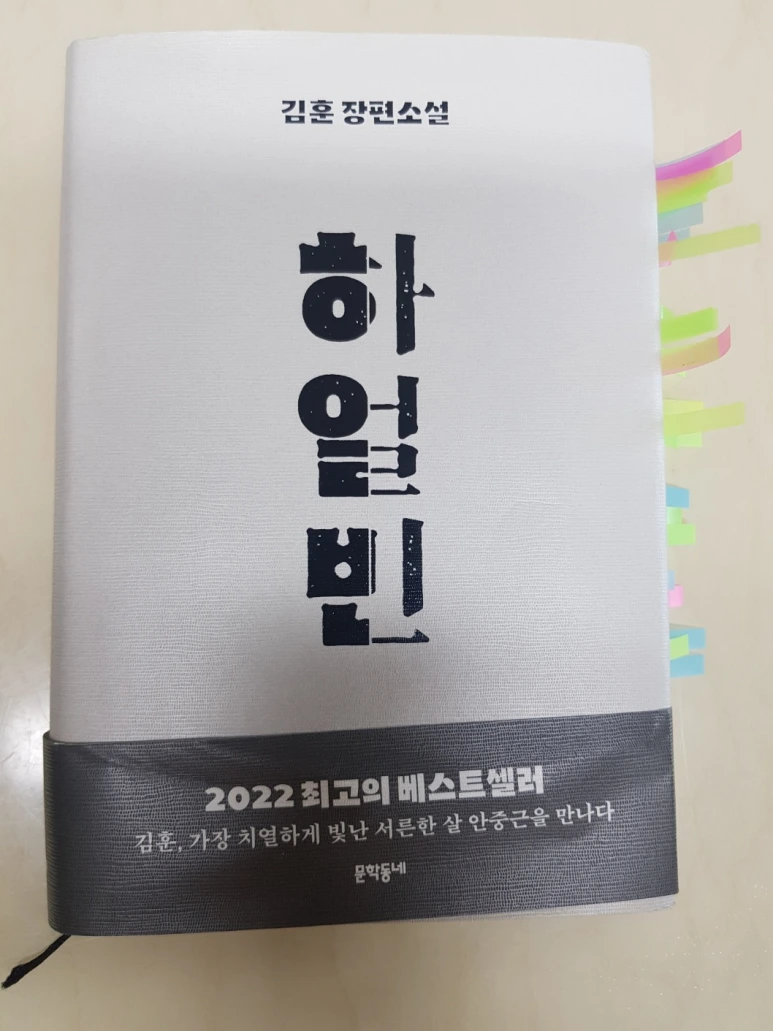 김훈 장편소설
하얼빈
2022 최고의 베스트셀러
김훈, 가장 치열하게 빛난 서른한 살 안중근을 만나다
문학동네